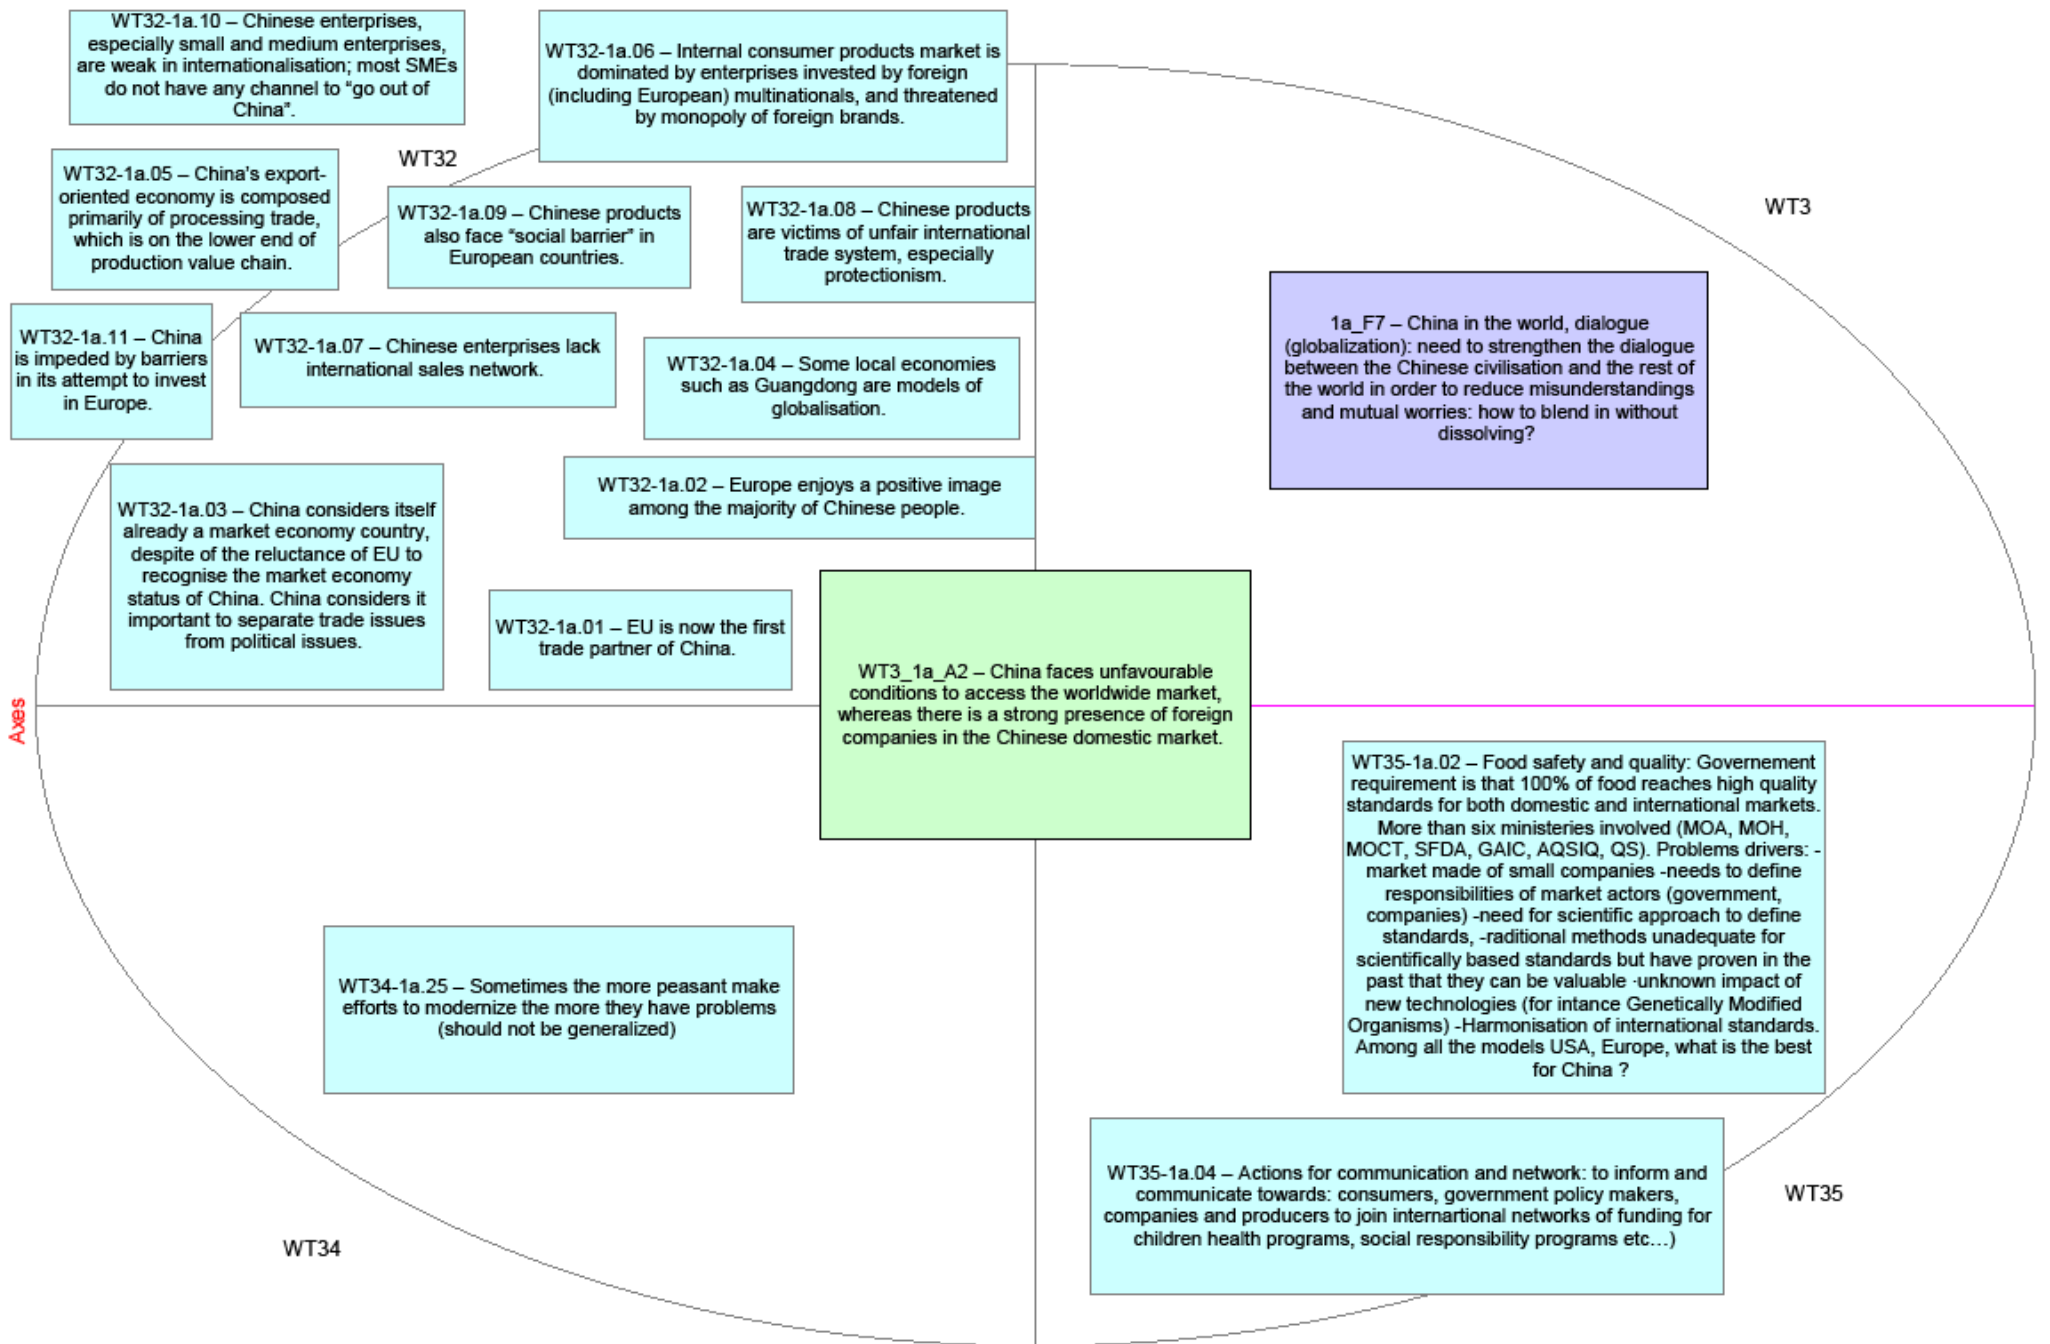 WT32-1a.10 – Chinese enterprises,
especially small and medium enterprises,
are weak in internationalisation; most SMEs
do not have any channel to “go out of
China”.
WT32-1a.06 – Internal consumer products market is
dominated by enterprises invested by foreign
(including European) multinationals, and threatened
by monopoly of foreign brands.
WT32
WT3
WT32-1a.05 – China's export-
oriented economy is composed
primarily of processing trade,
which is on the lower end of
production value chain.
WT32-1a.09 – Chinese products
also face “social barrier” in
European countries.
WT32-1a.08 – Chinese products
are victims of unfair international
trade system, especially
protectionism.
1a_F7 – China in the world, dialogue
(globalization): need to strengthen the dialogue
between the Chinese civilisation and the rest of
the world in order to reduce misunderstandings
and mutual worries: how to blend in without
dissolving?
WT32-1a.11 – China
is impeded by barriers
in its attempt to invest
in Europe.
WT32-1a.07 – Chinese enterprises lack
international sales network.
WT32-1a.04 – Some local economies
such as Guangdong are models of
globalisation.
WT32-1a.02 – Europe enjoys a positive image
among the majority of Chinese people.
WT32-1a.03 – China considers itself
already a market economy country,
despite of the reluctance of EU to
recognise the market economy
status of China. China considers it
important to separate trade issues
from political issues.
WT32-1a.01 – EU is now the first
trade partner of China.
WT3_1a_A2 – China faces unfavourable
conditions to access the worldwide market,
whereas there is a strong presence of foreign
companies in the Chinese domestic market.
Axes
WT35-1a.02 – Food safety and quality: Governement
requirement is that 100% of food reaches high quality
standards for both domestic and international markets.
More than six ministeries involved (MOA, MOH,
MOCT, SFDA, GAIC, AQSIQ, QS). Problems drivers: -
market made of small companies -needs to define
responsibilities of market actors (government,
companies) -need for scientific approach to define
standards, -raditional methods unadequate for
scientifically based standards but have proven in the
past that they can be valuable -unknown impact of
new technologies (for intance Genetically Modified
Organisms) -Harmonisation of international standards.
Among all the models USA, Europe, what is the best
for China ?
WT34-1a.25 – Sometimes the more peasant make
efforts to modernize the more they have problems
(should not be generalized)
WT35-1a.04 – Actions for communication and network: to inform and
communicate towards: consumers, government policy makers,
companies and producers to join internartional networks of funding for
children health programs, social responsibility programs etc…)
WT35
WT34